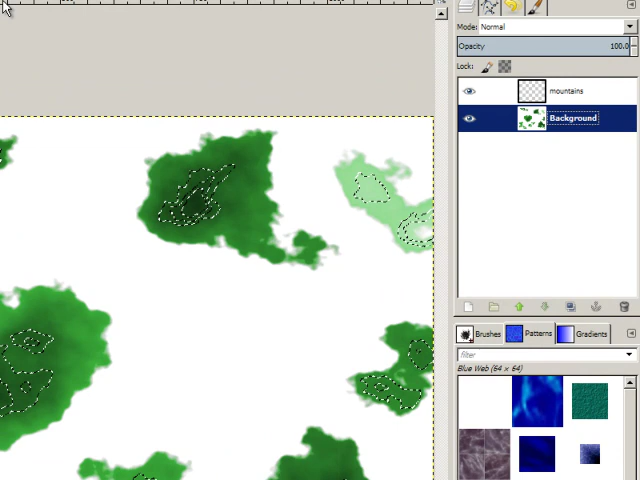 Mode: Normal
Opacity 100.0
Lock:
mountains
Background
Brushes Patterns Gradients
filter
Blue Web (64 x 64)